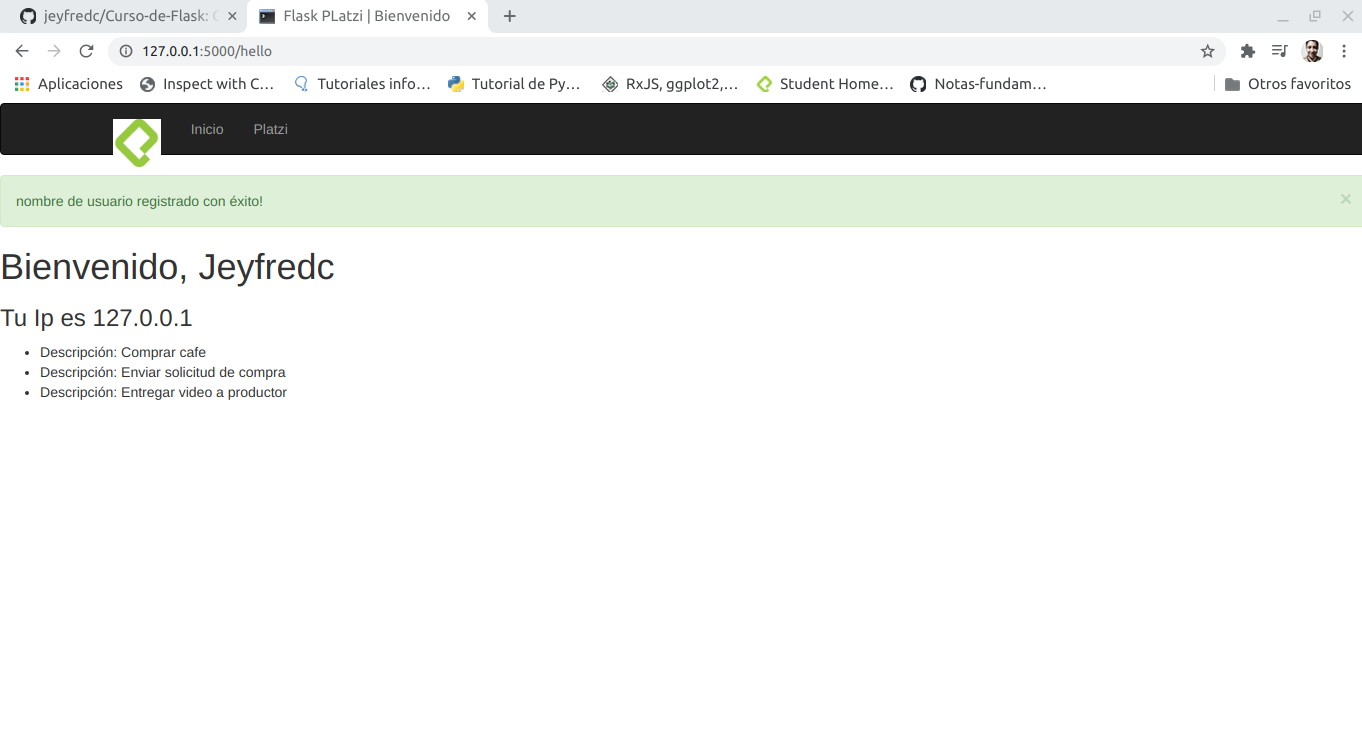 jeyfredc/Curso-de-Flask: Flask PLatzi | Bienvenido
127.0.0.1:5000/hello
Aplicaciones Inspect with C... Tutoriales info... Tutorial de Py... RxJS, ggplot2,... Student Home... Notas-fundam... Otros favoritos
Inicio Platzi
nombre de usuario registrado con éxito! ×
Bienvenido, Jeyfredc
Tu Ip es 127.0.0.1
• Descripción: Comprar cafe
• Descripción: Enviar solicitud de compra
• Descripción: Entregar video a productor